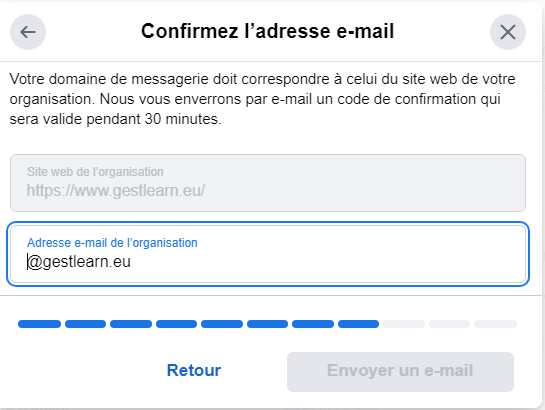 Confirmez l’adresse e-mail
Votre domaine de messagerie doit correspondre à celui du site web de votre
organisation. Nous vous enverrons par e-mail un code de confirmation qui
sera valide pendant 30 minutes.
Site web de l’organisation
https://www.gestlearn.eu/
Adresse e-mail de l’organisation
@gestlearn.eu
Retour
Envoyer un e-mail